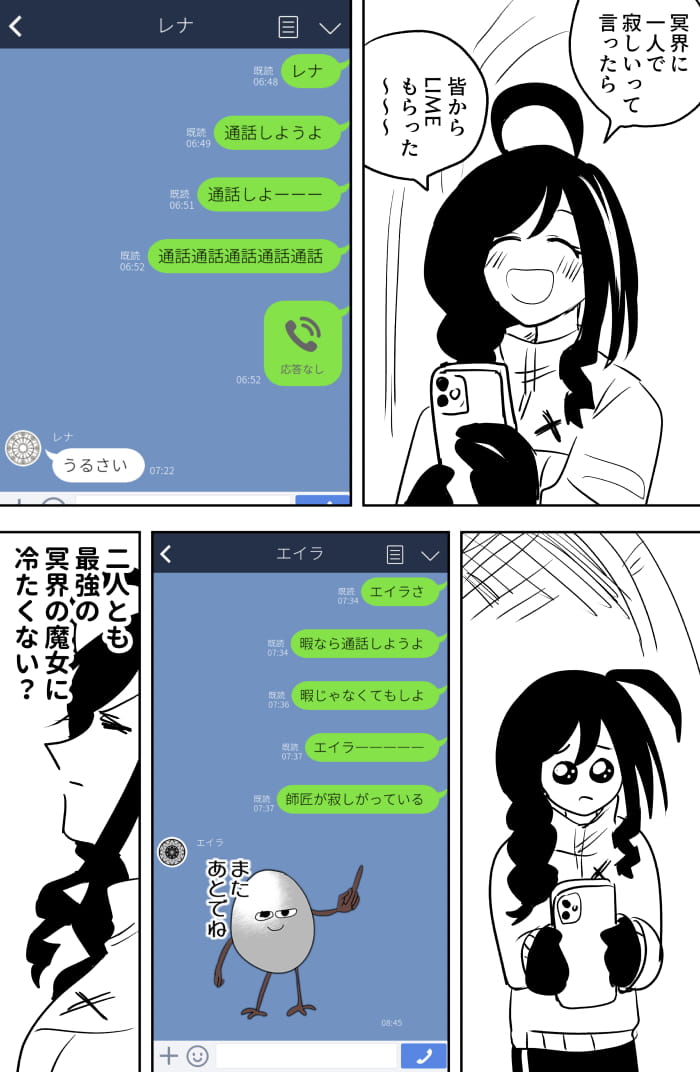 冥界に
一人で
寂しいって
言ったら
皆から
LIME
もらった
〜〜〜
レナ
既読
06:48
レナ
既読
06:49
通話しようよ
既読
06:51
通話しよーーー
既読
06:52
通話通話通話通話通話
応答なし
06:52
レナ
うるさい
07:22
エイラ
既読
07:34
エイラさ
既読
07:34
暇なら通話しようよ
既読
07:36
暇じゃなくてもしよ
既読
07:37
エイラーーーーー
既読
07:37
師匠が寂しがっている
エイラ
また
あとでね
08:45
二人とも
最強の
冥界の魔女に
冷たくない？